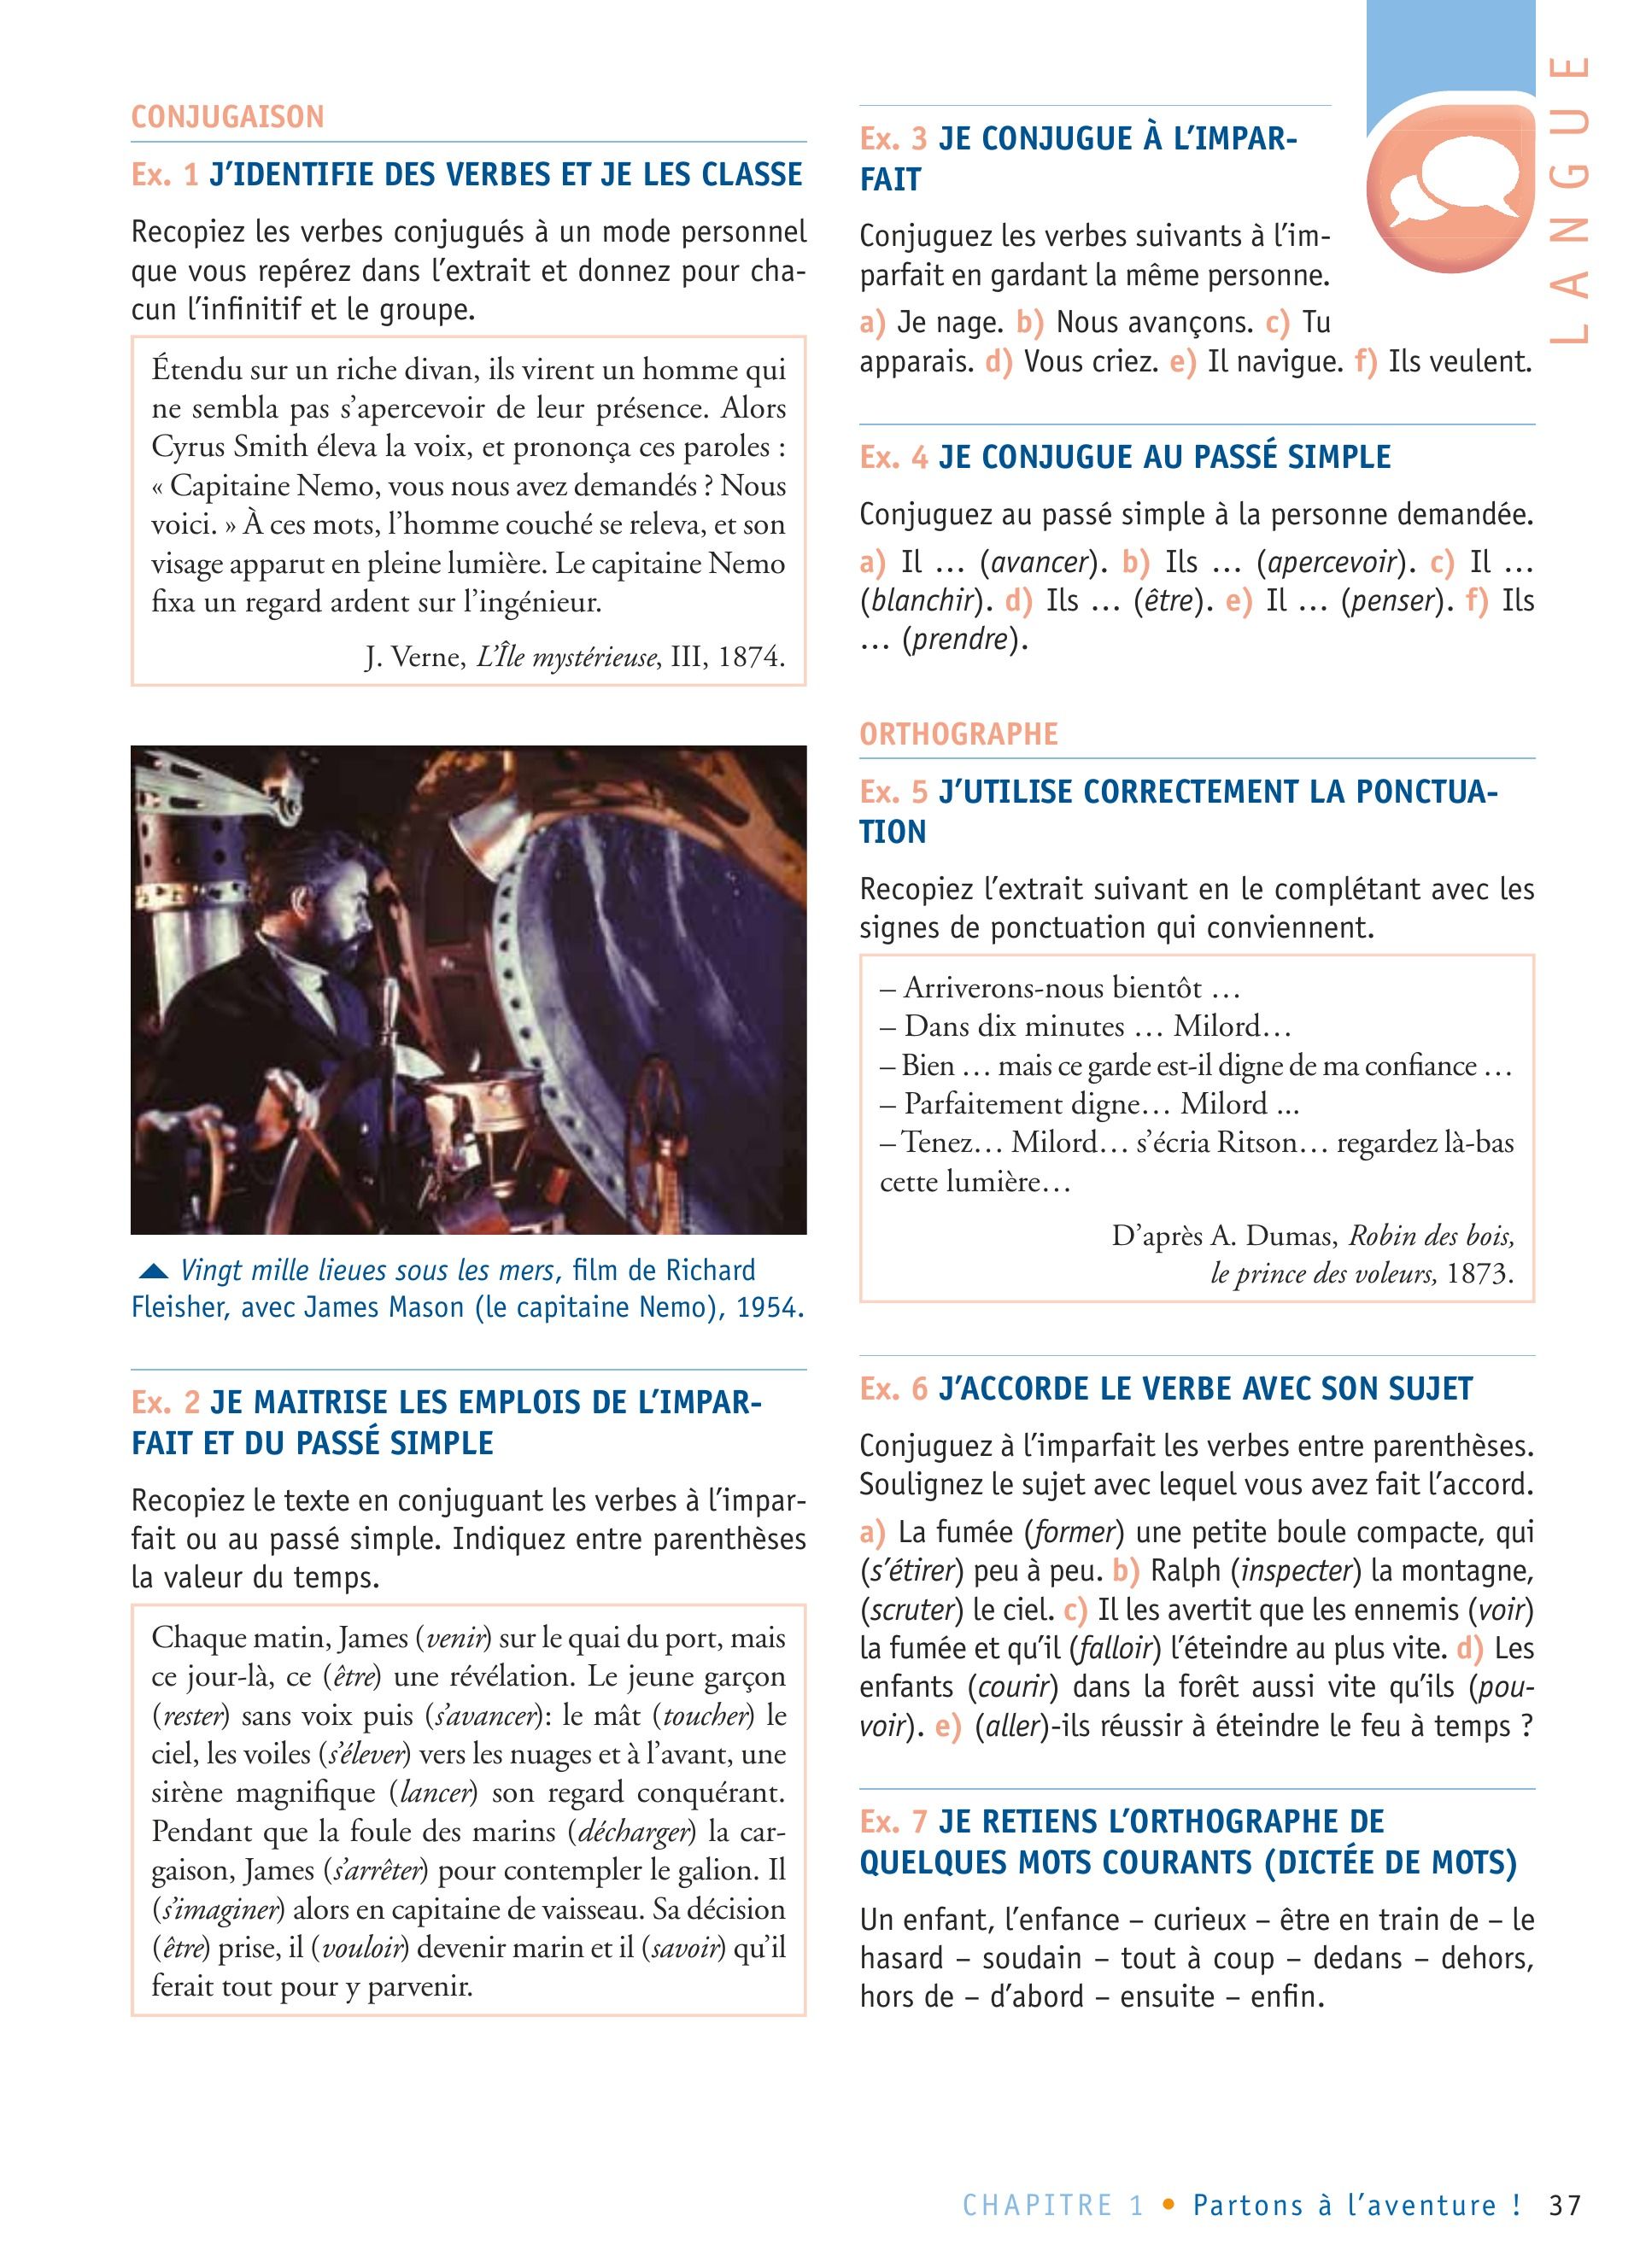 CONJUGAISON
Ex. 1 J'IDENTIFIE DES VERBES ET JE LES CLASSE
Recopiez les verbes conjugués à un mode personnel
que vous repérez dans l'extrait et donnez pour cha-
cun l'infinitif et le groupe.
Étendu sur un riche divan, ils virent un homme qui
ne sembla pas s'apercevoir de leur présence. Alors
Cyrus Smith éleva la voix, et prononça ces paroles :
« Capitaine Nemo, vous nous avez demandés ? Nous
voici. » À ces mots, l'homme couché se releva, et son
visage apparut en pleine lumière. Le capitaine Nemo
fixa un regard ardent sur l'ingénieur.
J. Verne, L'Île mystérieuse, III, 1874.
Vingt mille lieues sous les mers, film de Richard
Fleisher, avec James Mason (le capitaine Nemo), 1954.
Ex. 2 JE MAITRISE LES EMPLOIS DE L'IMPAR-
FAIT ET DU PASSÉ SIMPLE
Recopiez le texte en conjuguant les verbes à l'impar-
fait ou au passé simple. Indiquez entre parenthèses
la valeur du temps.
Chaque matin, James (venir) sur le quai du port, mais
ce jour-là, ce (être) une révélation. Le jeune garçon
(rester) sans voix puis (s'avancer): le mât (toucher) le
ciel, les voiles (s'élever) vers les nuages et à l'avant, une
sirène magnifique (lancer) son regard conquérant.
Pendant que la foule des marins (décharger) la car-
gaison, James (s'arrêter) pour contempler le galion. Il
(s'imaginer) alors en capitaine de vaisseau. Sa décision
(être) prise, il (vouloir) devenir marin et il (savoir) qu'il
ferait tout pour y parvenir.
Ex. 3 JE CONJUGUE À L'IMPAR-
FAIT
Conjuguez les verbes suivants à l'im-
parfait en gardant la même personne.
a) Je nage. b) Nous avançons. c) Tu
apparais. d) Vous criez. e) Il navigue. f) Ils veulent.
Ex. 4 JE CONJUGUE AU PASSÉ SIMPLE
Conjuguez au passé simple à la personne demandée.
a) Il … (avancer). b) Ils … (apercevoir). c) Il …
(blanchir). d) Ils … (être). e) Il … (penser). f) Ils
… (prendre).
ORTHOGRAPHE
Ex. 5 J'UTILISE CORRECTEMENT LA PONCTUA-
TION
Recopiez l'extrait suivant en le complétant avec les
signes de ponctuation qui conviennent.
– Arriverons-nous bientôt …
– Dans dix minutes … Milord…
– Bien … mais ce garde est-il digne de ma confiance …
– Parfaitement digne… Milord ...
– Tenez… Milord… s'écria Ritson… regardez là-bas
cette lumière…
D'après A. Dumas, Robin des bois,
le prince des voleurs, 1873.
Ex. 6 J'ACCORDE LE VERBE AVEC SON SUJET
Conjuguez à l'imparfait les verbes entre parenthèses.
Soulignez le sujet avec lequel vous avez fait l'accord.
a) La fumée (former) une petite boule compacte, qui
(s'étirer) peu à peu. b) Ralph (inspecter) la montagne,
(scruter) le ciel. c) Il les avertit que les ennemis (voir)
la fumée et qu'il (falloir) l'éteindre au plus vite. d) Les
enfants (courir) dans la forêt aussi vite qu'ils (pou-
voir). e) (aller)-ils réussir à éteindre le feu à temps ?
Ex. 7 JE RETIENS L'ORTHOGRAPHE DE
QUELQUES MOTS COURANTS (DICTÉE DE MOTS)
Un enfant, l'enfance – curieux – être en train de – le
hasard – soudain – tout à coup – dedans – dehors,
hors de – d'abord – ensuite – enfin.
LANGUE
CHAPITRE 1 • Partons à l'aventure ! 37